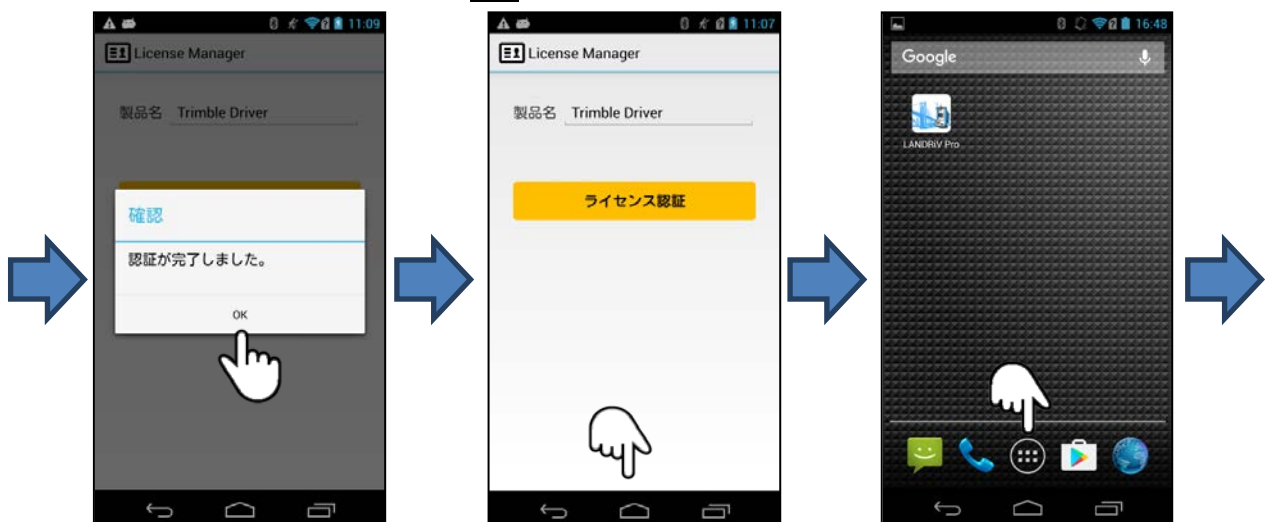 11:09
License Manager
製品名 Trimble Driver
確認
認証が完了しました。
OK
11:07
License Manager
製品名 Trimble Driver
ライセンス認証
16:48
Google
LANDRiV Pro